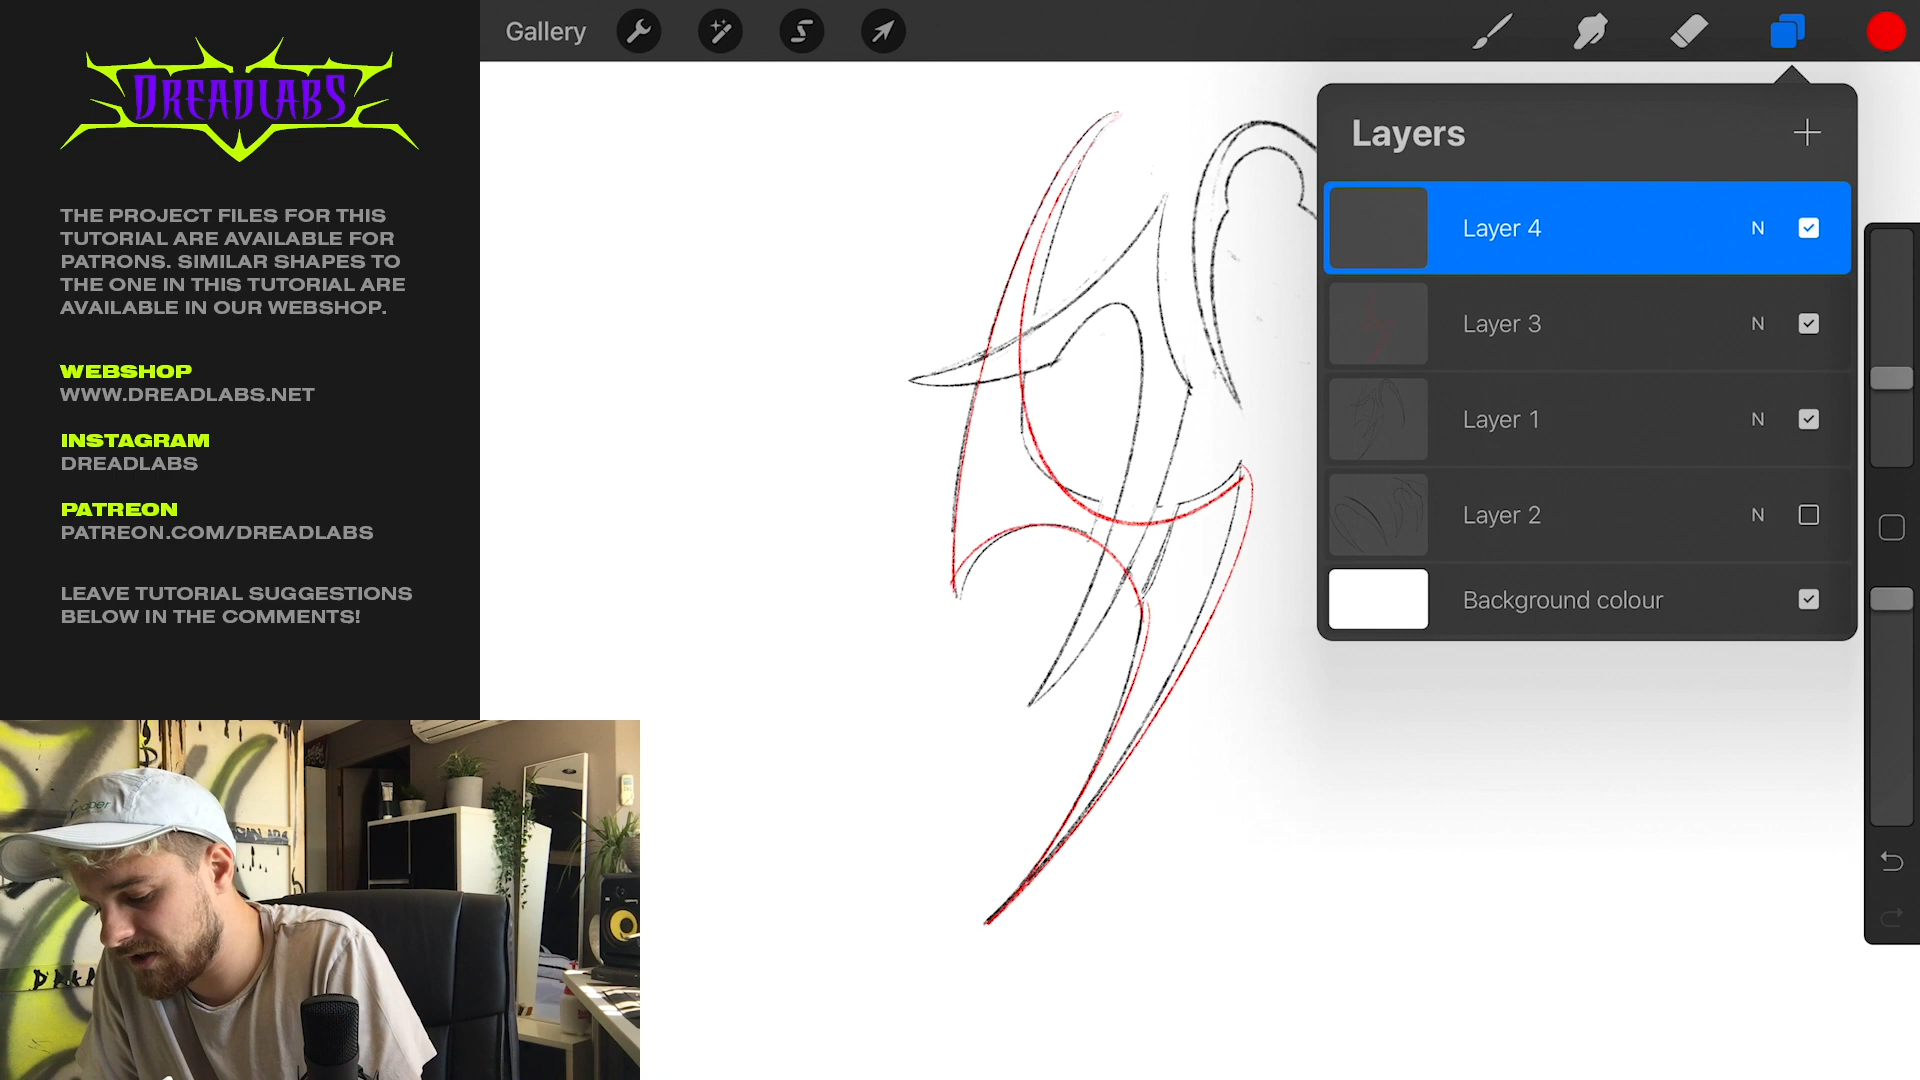 DREADLABS
THE PROJECT FILES FOR THIS
TUTORIAL ARE AVAILABLE FOR
PATRONS. SIMILAR SHAPES TO
THE ONE IN THIS TUTORIAL ARE
AVAILABLE IN OUR WEBSHOP.
WEBSHOP
WWW.DREADLABS.NET
INSTAGRAM
DREADLABS
PATREON
PATREON.COM/DREADLABS
LEAVE TUTORIAL SUGGESTIONS
BELOW IN THE COMMENTS!
Gallery
Layers
Layer 4 N
Layer 3 N
Layer 1 N
Layer 2 N
Background colour